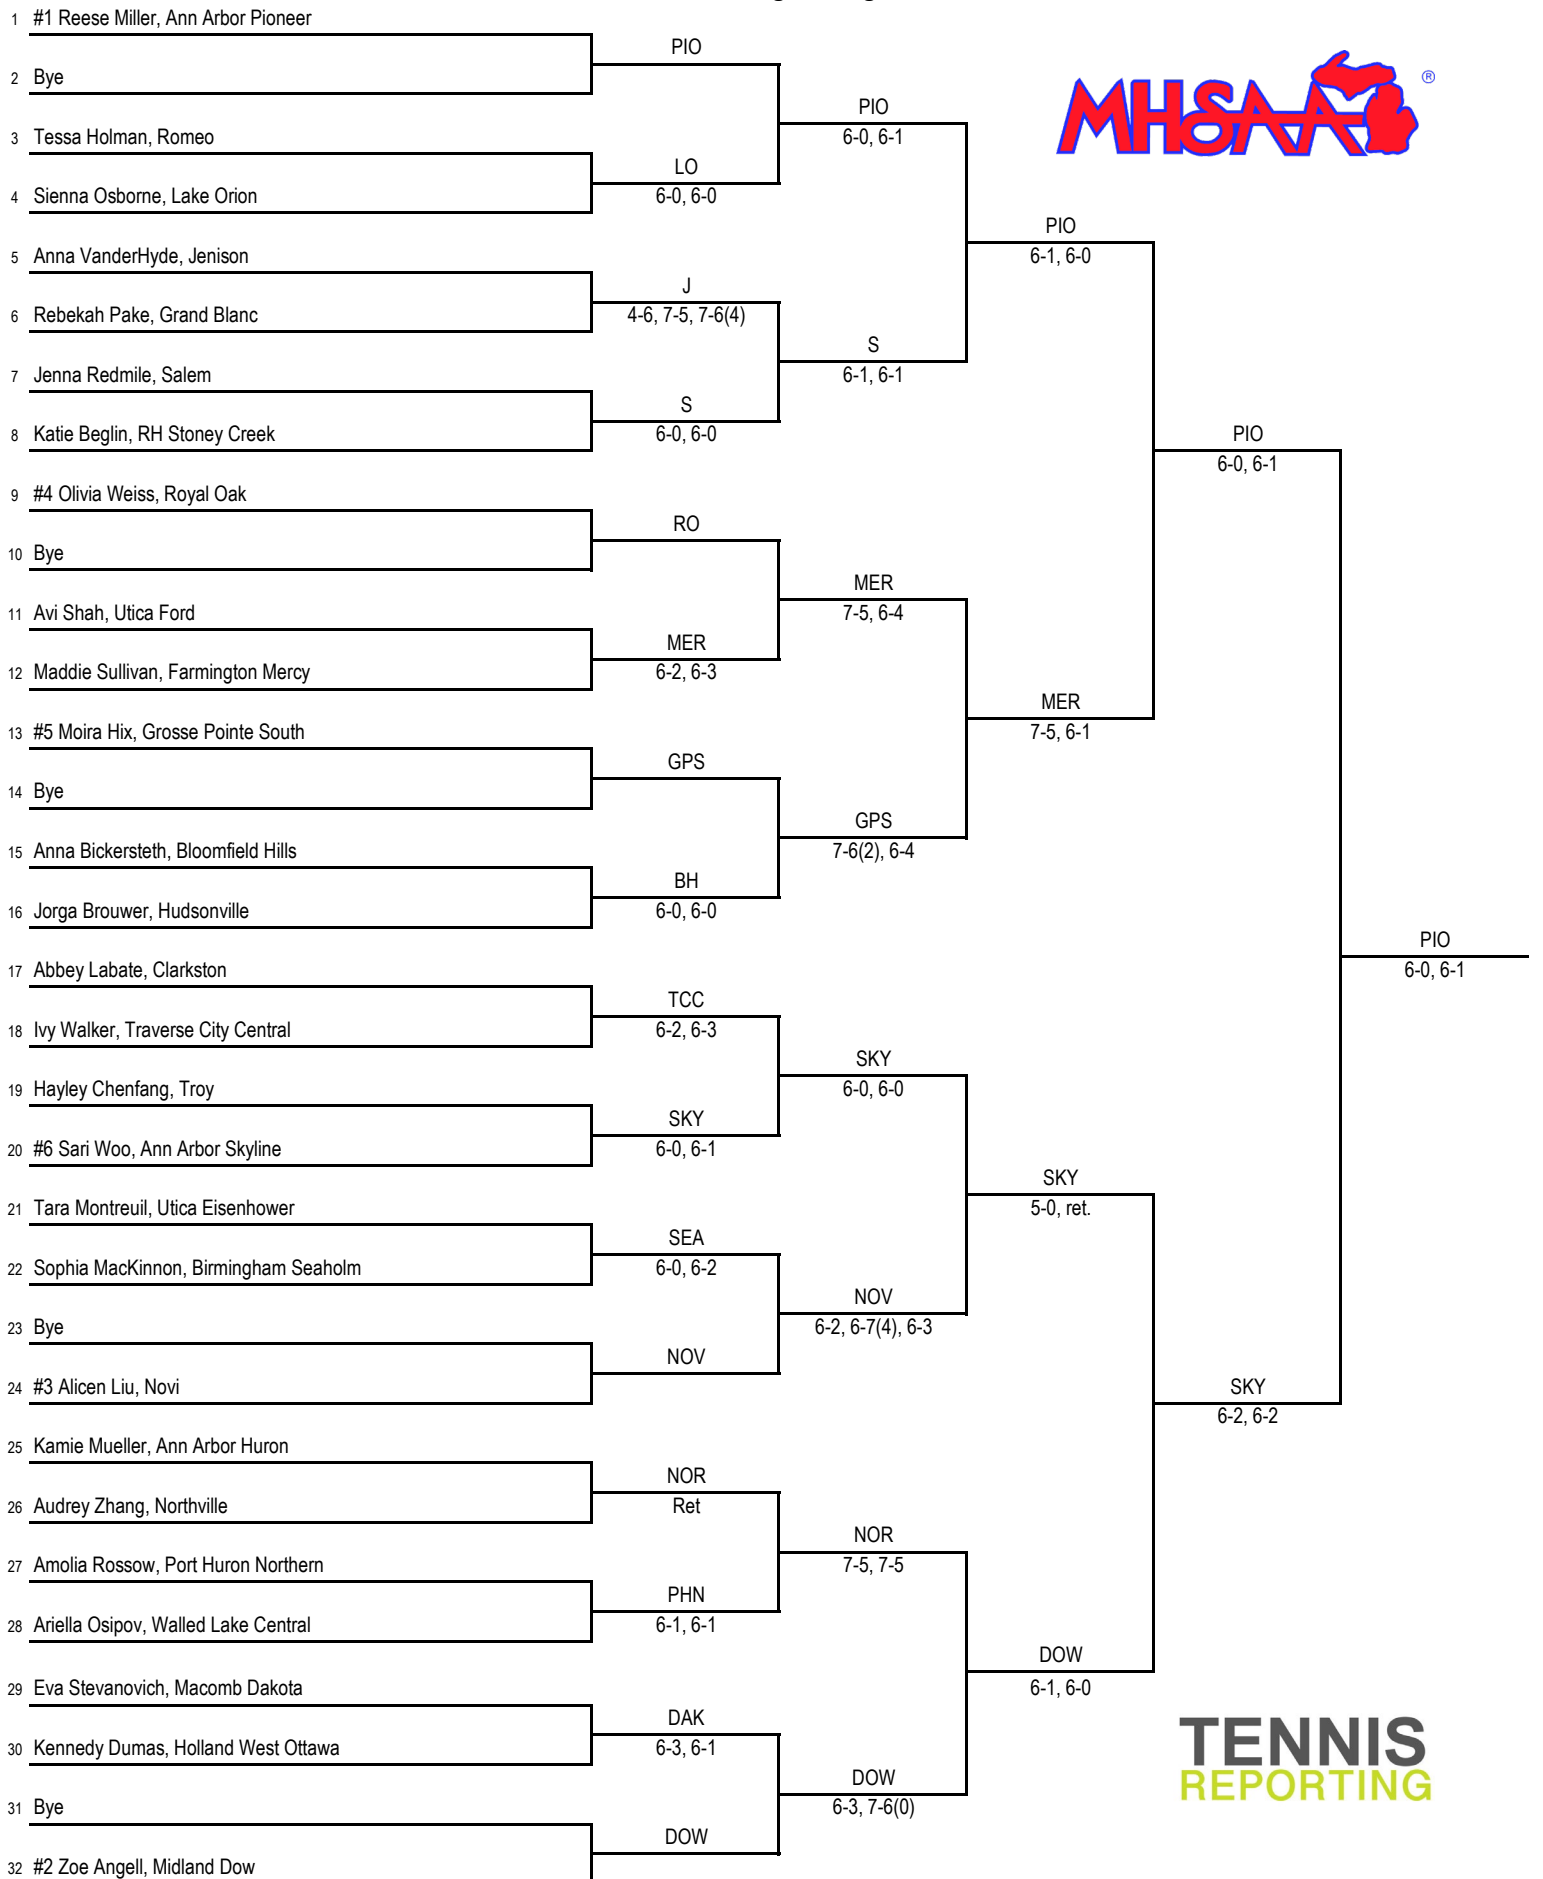 1 #1 Reese Miller, Ann Arbor Pioneer
PIO
2 Bye
PIO
6-0, 6-1
3 Tessa Holman, Romeo
LO
6-0, 6-0
4 Sienna Osborne, Lake Orion
PIO
6-1, 6-0
5 Anna VanderHyde, Jenison
J
4-6, 7-5, 7-6(4)
6 Rebekah Pake, Grand Blanc
S
6-1, 6-1
7 Jenna Redmile, Salem
S
6-0, 6-0
8 Katie Beglin, RH Stoney Creek
PIO
6-0, 6-1
9 #4 Olivia Weiss, Royal Oak
RO
10 Bye
MER
7-5, 6-4
11 Avi Shah, Utica Ford
MER
6-2, 6-3
12 Maddie Sullivan, Farmington Mercy
MER
7-5, 6-1
13 #5 Moira Hix, Grosse Pointe South
GPS
14 Bye
GPS
7-6(2), 6-4
15 Anna Bickersteth, Bloomfield Hills
BH
6-0, 6-0
16 Jorga Brouwer, Hudsonville
PIO
6-0, 6-1
17 Abbey Labate, Clarkston
TCC
6-2, 6-3
18 Ivy Walker, Traverse City Central
SKY
6-0, 6-0
19 Hayley Chenfang, Troy
SKY
6-0, 6-1
20 #6 Sari Woo, Ann Arbor Skyline
SKY
5-0, ret.
21 Tara Montreuil, Utica Eisenhower
SEA
6-0, 6-2
22 Sophia MacKinnon, Birmingham Seaholm
NOV
6-2, 6-7(4), 6-3
23 Bye
NOV
24 #3 Alicen Liu, Novi
SKY
6-2, 6-2
25 Kamie Mueller, Ann Arbor Huron
NOR
Ret
26 Audrey Zhang, Northville
NOR
7-5, 7-5
27 Amolia Rossow, Port Huron Northern
PHN
6-1, 6-1
28 Ariella Osipov, Walled Lake Central
DOW
6-1, 6-0
29 Eva Stevanovich, Macomb Dakota
DAK
6-3, 6-1
30 Kennedy Dumas, Holland West Ottawa
DOW
6-3, 7-6(0)
31 Bye
DOW
32 #2 Zoe Angell, Midland Dow
MHSAA ®
TENNIS
REPORTING